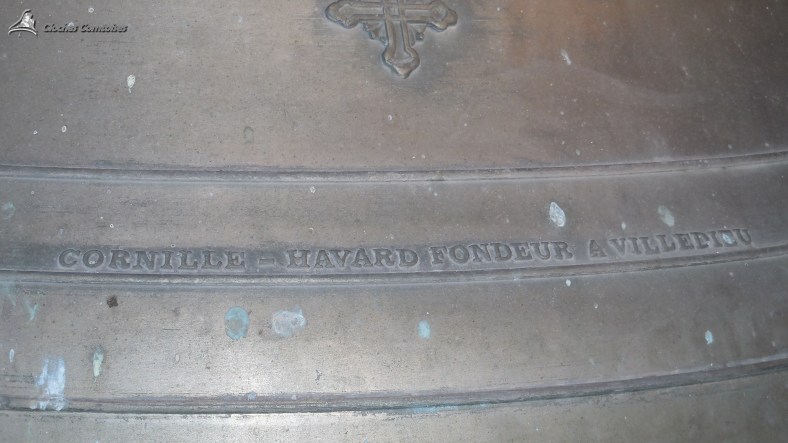 Cloches Comtoises
CORNILLE - HAVARD FONDEUR A VILLEDIEU